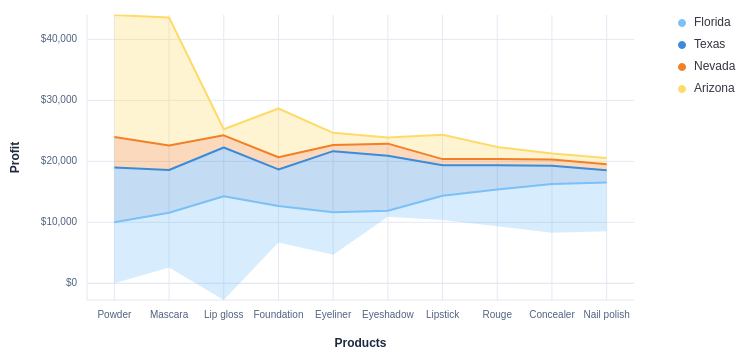 Florida
Texas
Nevada
Arizona
Profit
$40,000
$30,000
$20,000
$10,000
$0
Powder Mascara Lip gloss Foundation Eyeliner Eyeshadow Lipstick Rouge Concealer Nail polish
Products